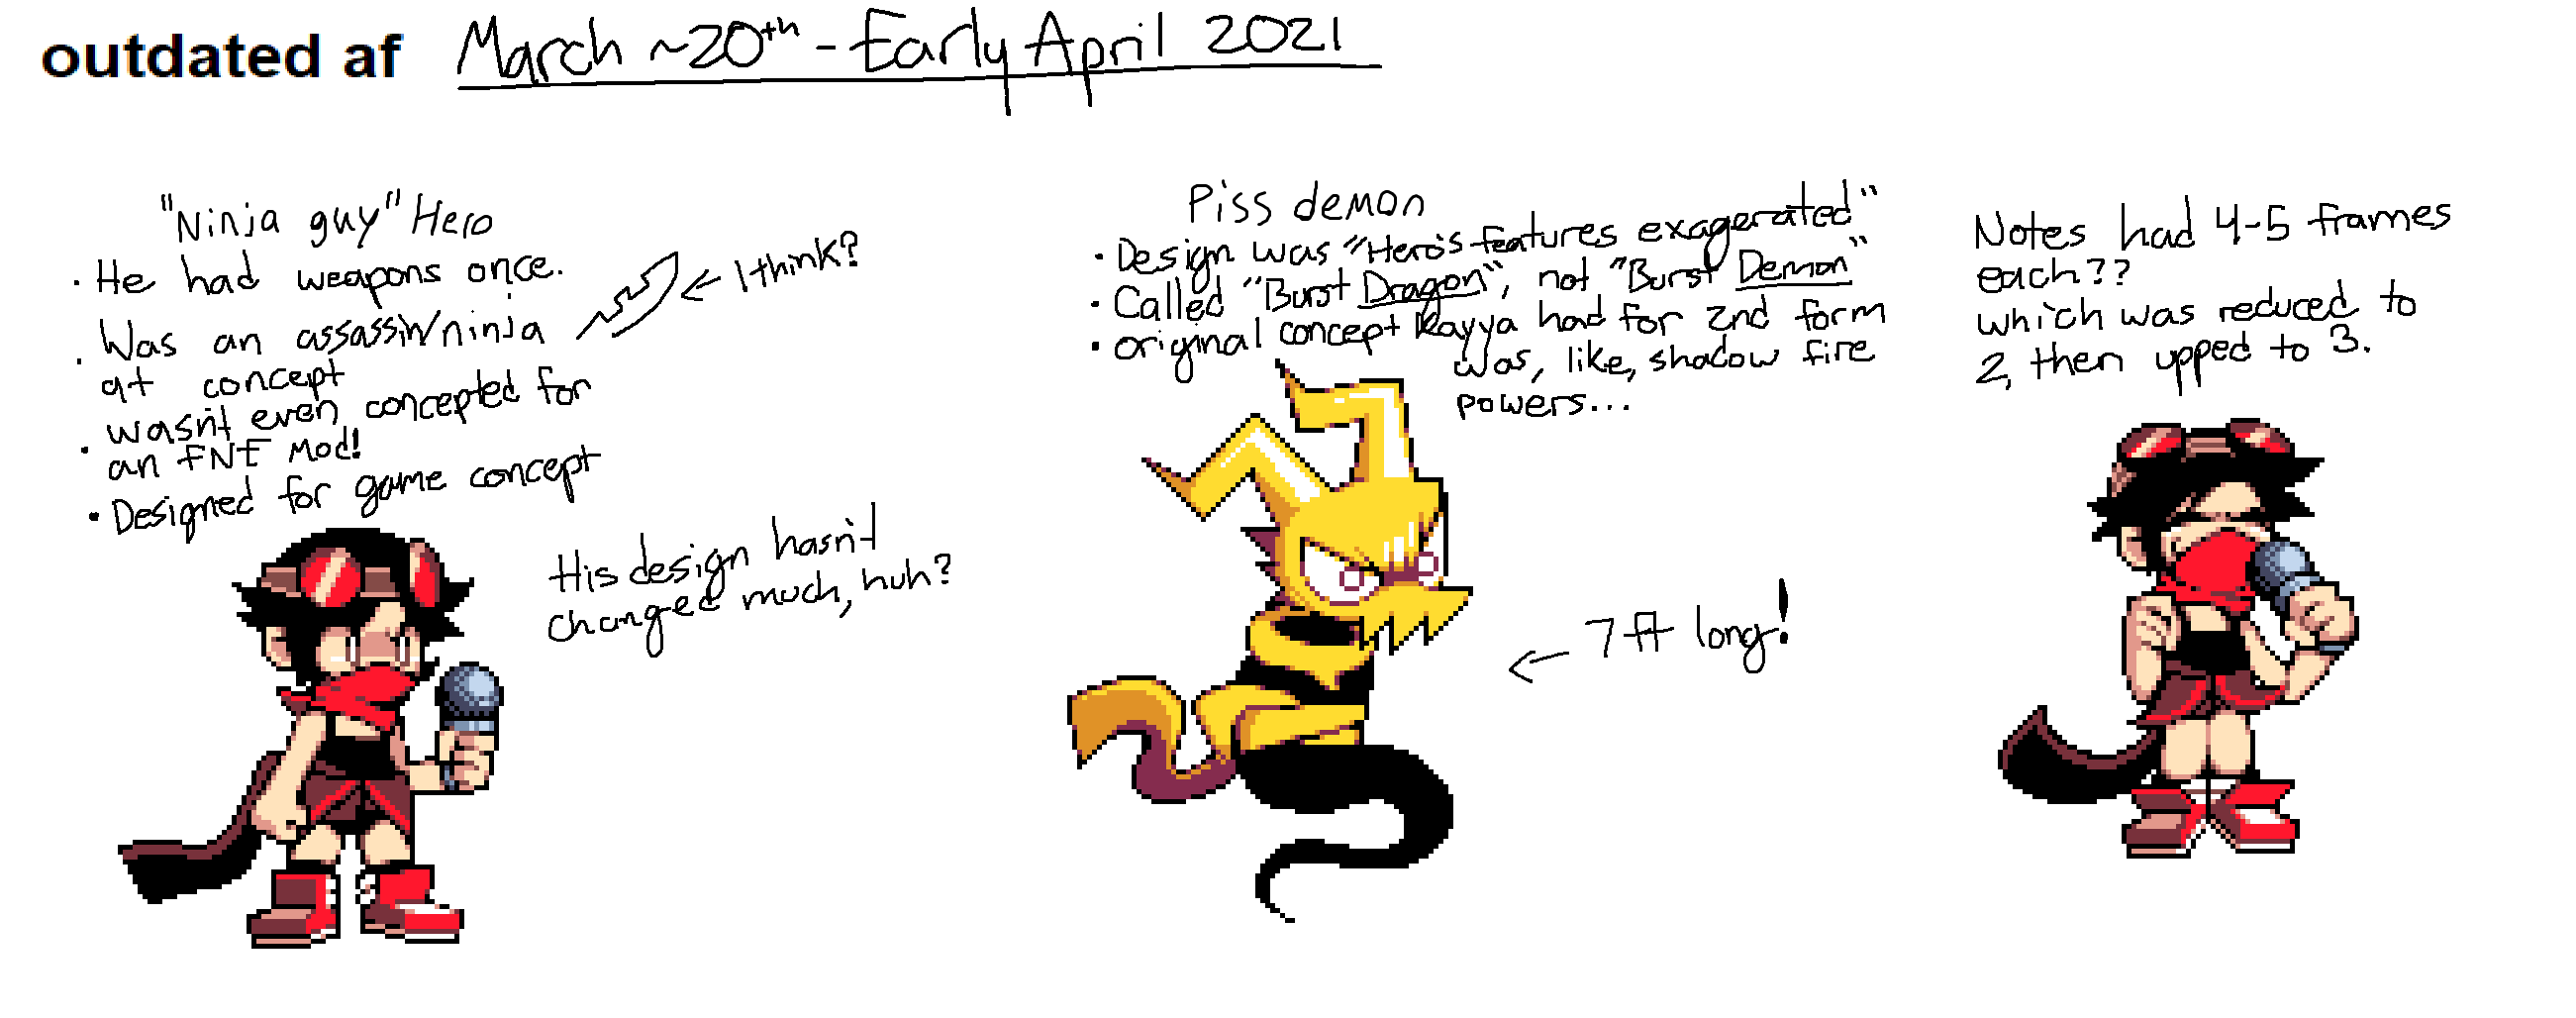 outdated af March ~20th - Early April 2021
"Ninja guy" Hero
• He had weapons once.
← I think?
• Was an assassin/ninja
at concept
• wasn't even concepted for
an FNF Mod!
• Designed for game concept
His design hasn't
changed much, huh?
Piss demon
• Design was "Hero's features exagerated"
• Called "Burst Dragon", not "Burst Demon"
• original concept Rayya had for 2nd form
was, like, shadow fire
powers...
← 7 ft long!
Notes had 4-5 frames
each??
which was reduced to
2, then upped to 3.